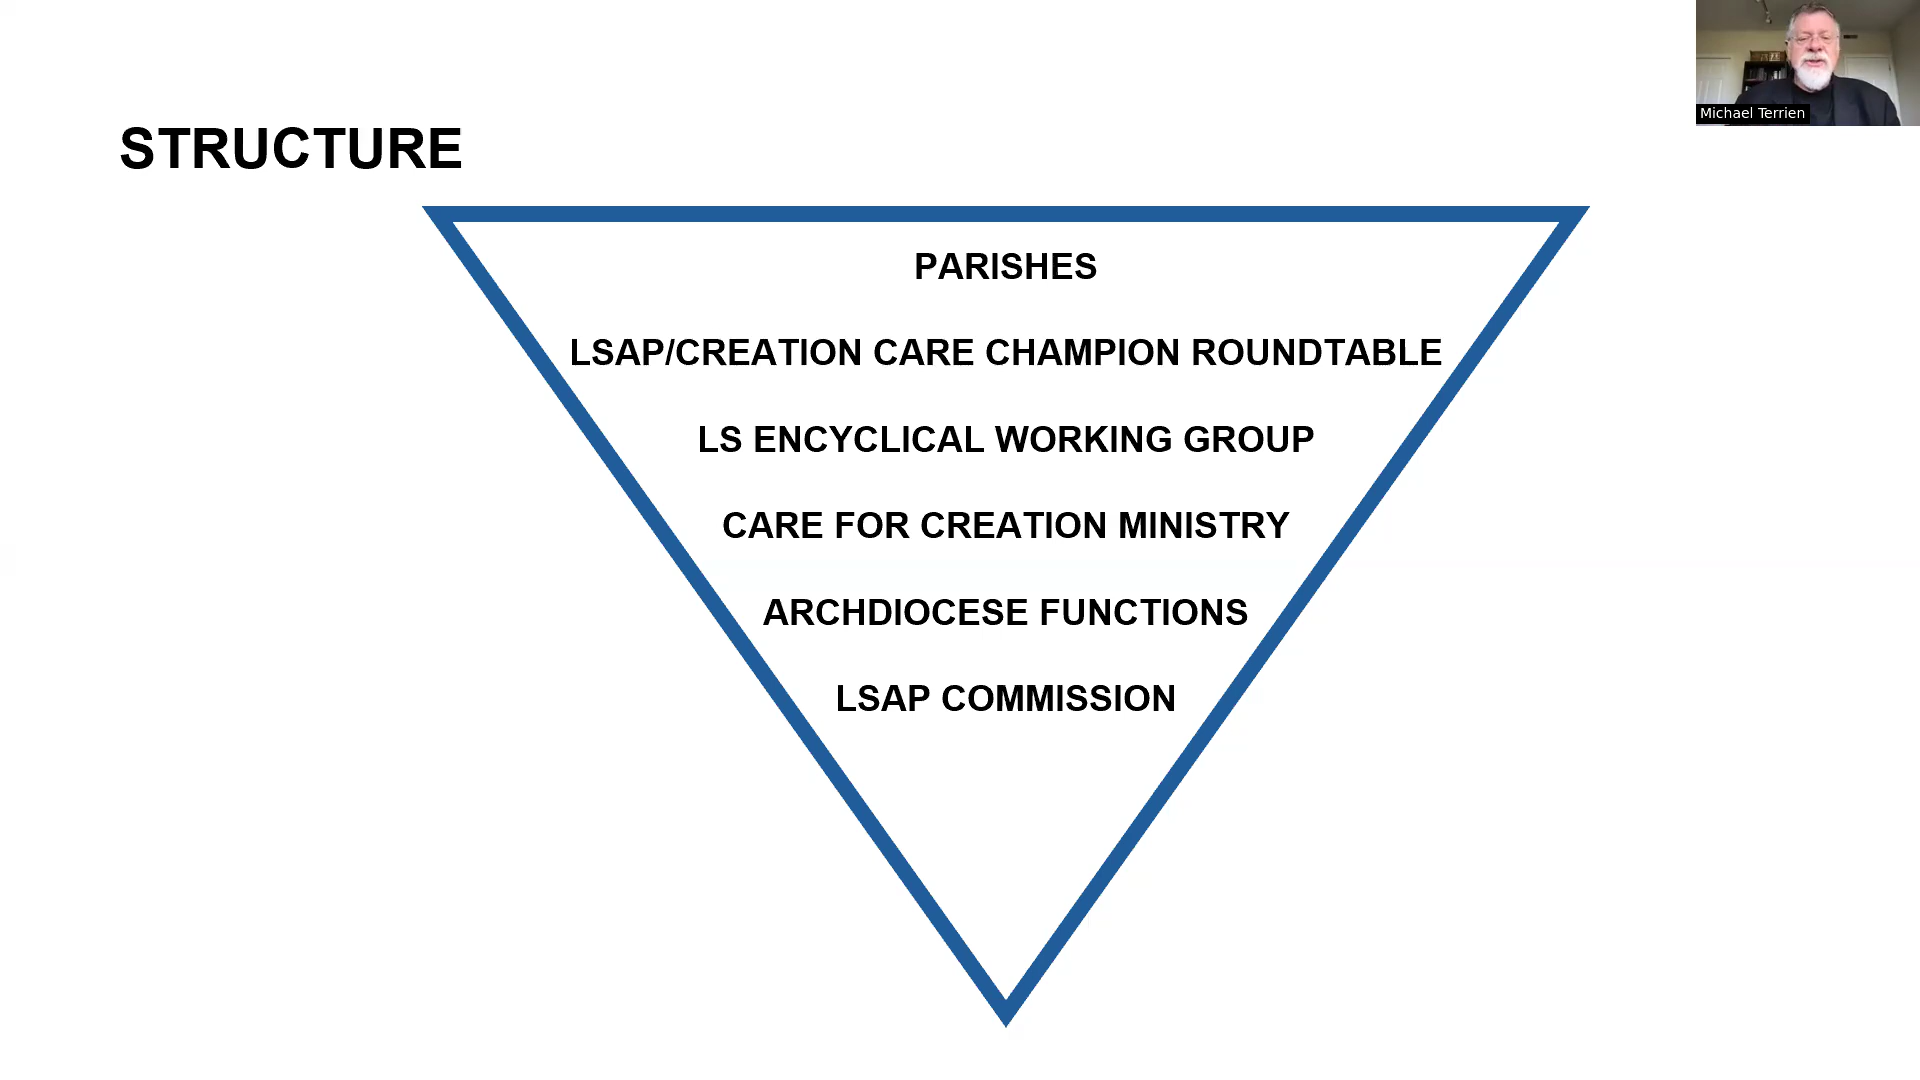 STRUCTURE
PARISHES
LSAP/CREATION CARE CHAMPION ROUNDTABLE
LS ENCYCLICAL WORKING GROUP
CARE FOR CREATION MINISTRY
ARCHDIOCESE FUNCTIONS
LSAP COMMISSION
Michael Terrien